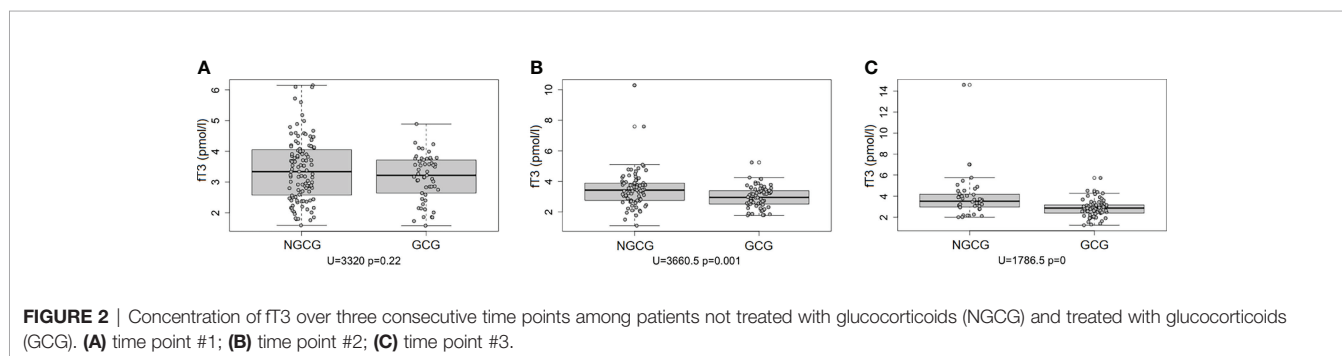 A
B
C
fT3 (pmol/l)
6
5
4
3
2
NGCG
GCG
U=3320 p=0.22
fT3 (pmol/l)
10
8
6
4
2
NGCG
GCG
U=3660.5 p=0.001
fT3 (pmol/l)
14
12
10
8
6
4
2
NGCG
GCG
U=1786.5 p=0
FIGURE 2 | Concentration of fT3 over three consecutive time points among patients not treated with glucocorticoids (NGCG) and treated with glucocorticoids
(GCG). (A) time point #1; (B) time point #2; (C) time point #3.